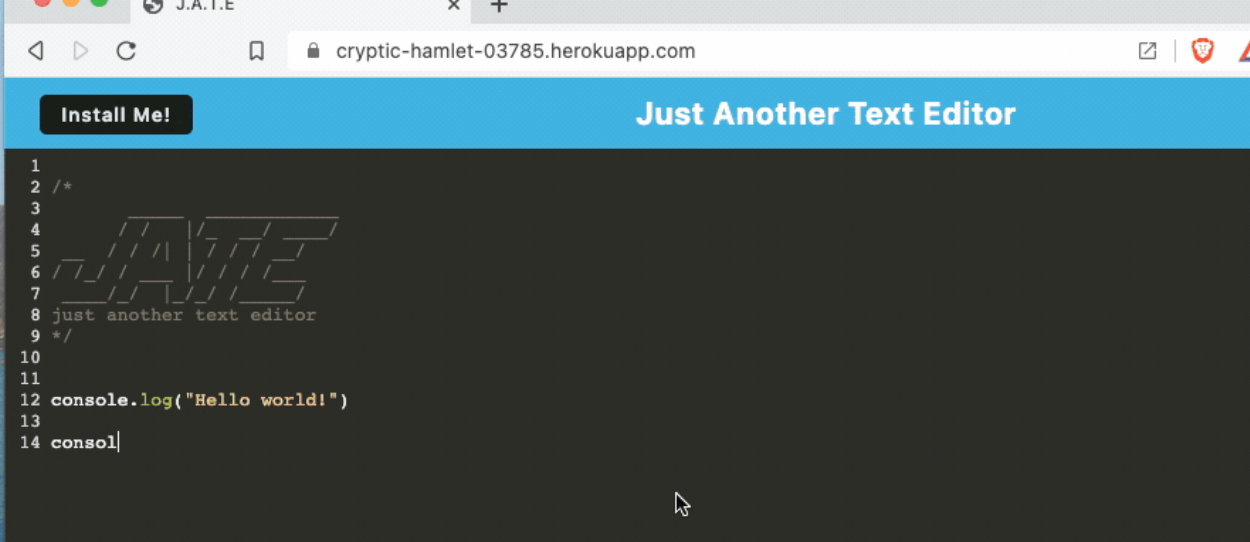 J.A.T.E
cryptic-hamlet-03785.herokuapp.com
Install Me!
Just Another Text Editor
1
2 /*
3        ______  ______________
4       / /    |/_  __/ ____/
5  __  / / /| | / / / __/
6 / /_/ / ___ |/ / / /___
7  ____/_/  |_/_/ /_____/
8 just another text editor
9 */
10
11
12 console.log("Hello world!")
13
14 consol